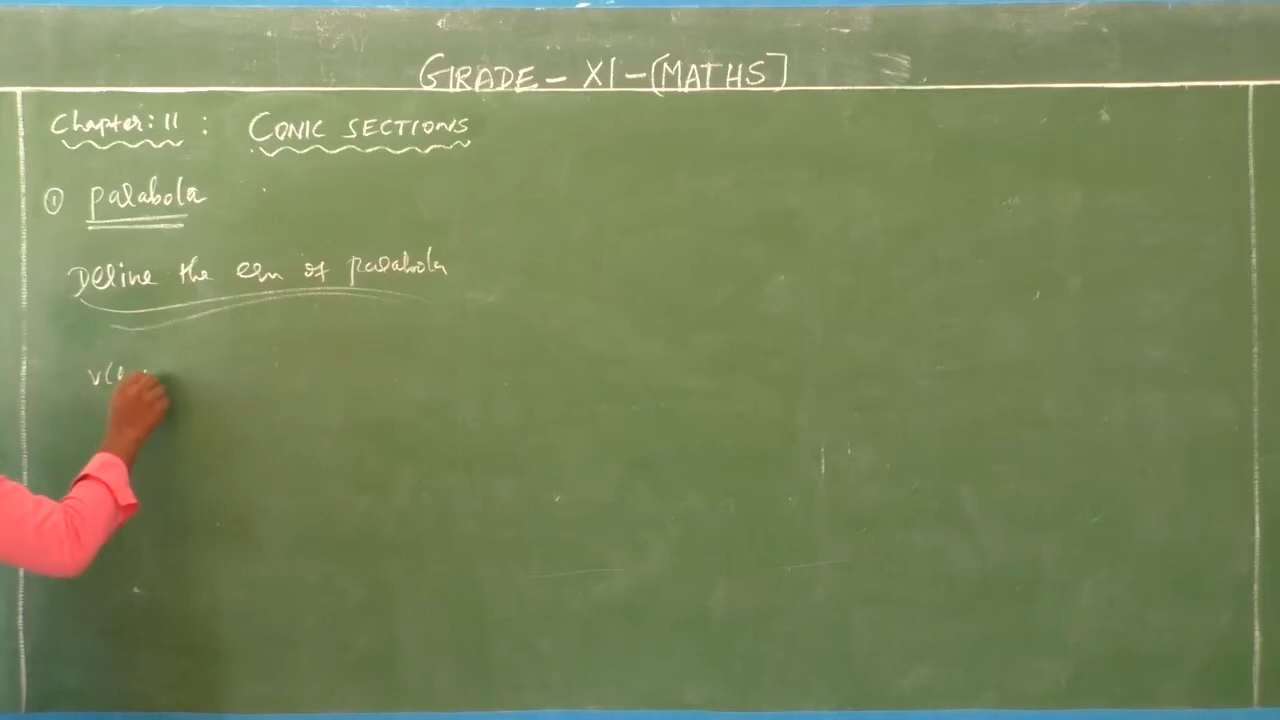 GRADE - XI - [MATHS]
Chapter: 11 : CONIC SECTIONS
① parabola
Define the eqn of parabola
V(